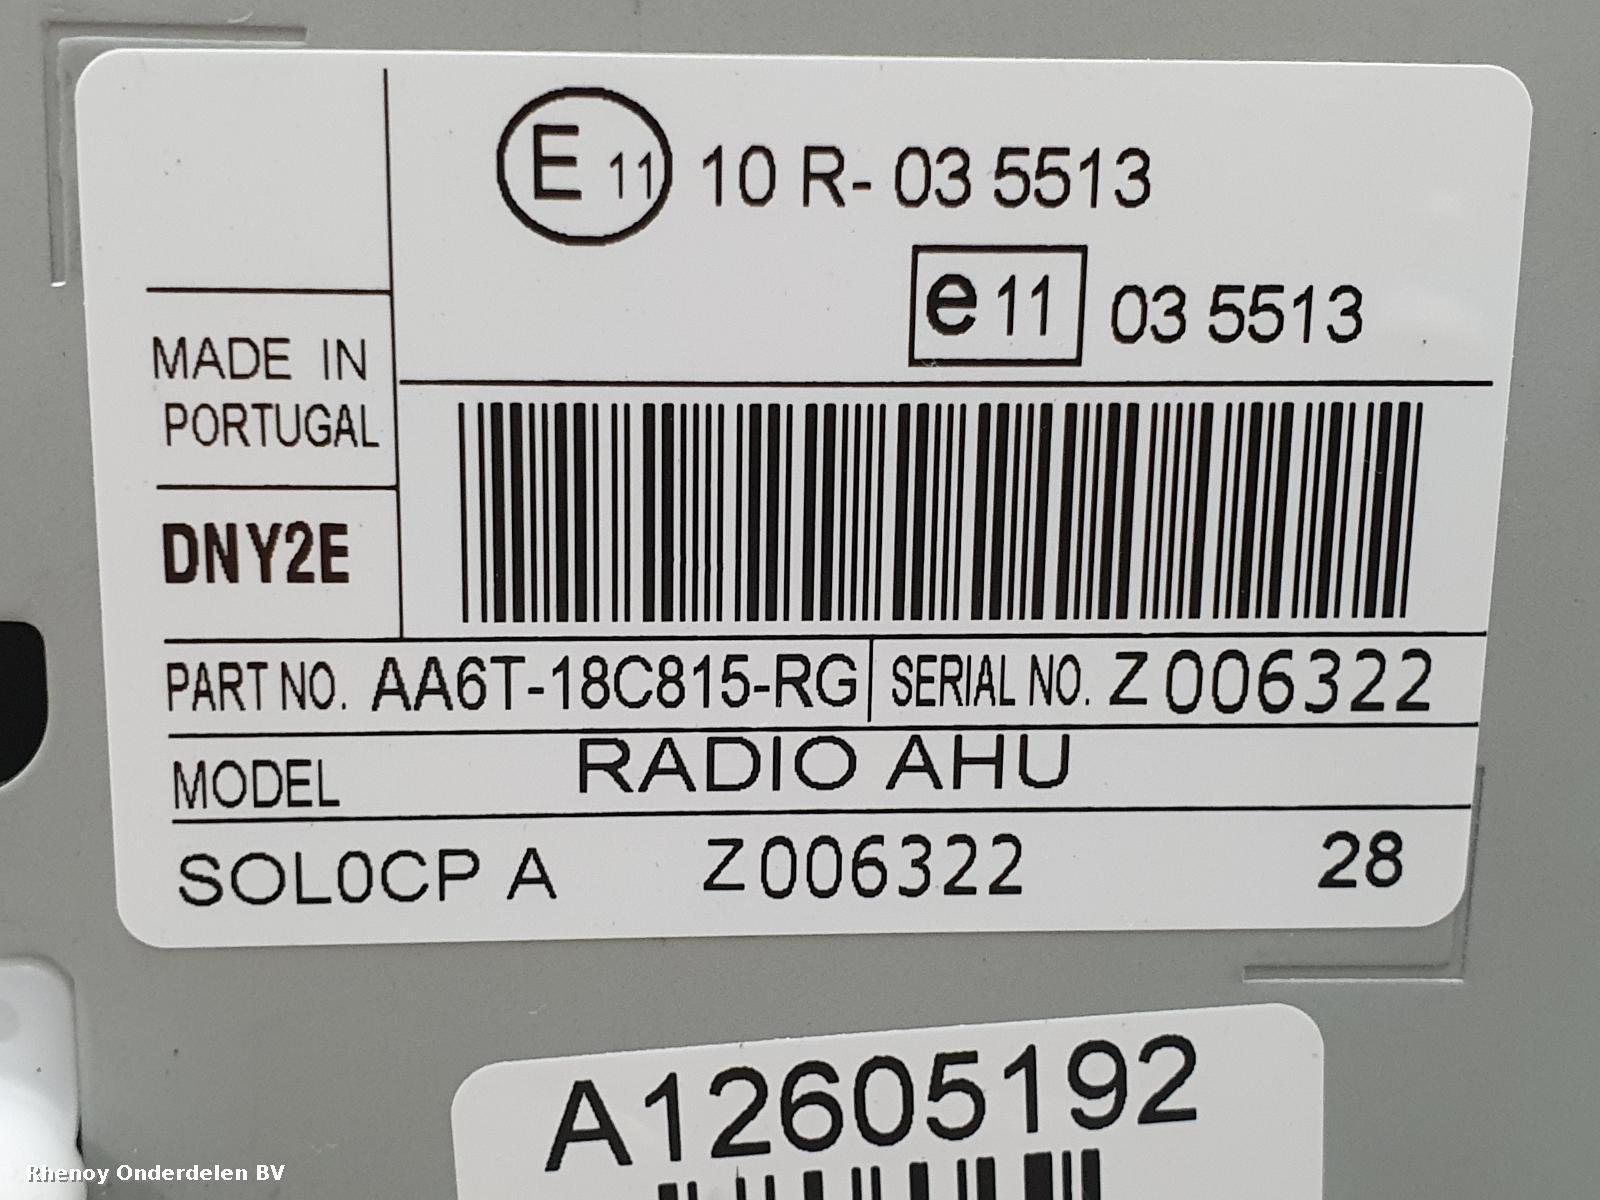 E 11 10 R- 03 5513
e 11 03 5513
MADE IN
PORTUGAL
DNY2E
PART NO. AA6T-18C815-RG SERIAL NO. Z006322
MODEL RADIO AHU
SOL0CP A Z006322 28
A12605192
Rhenoy Onderdelen BV